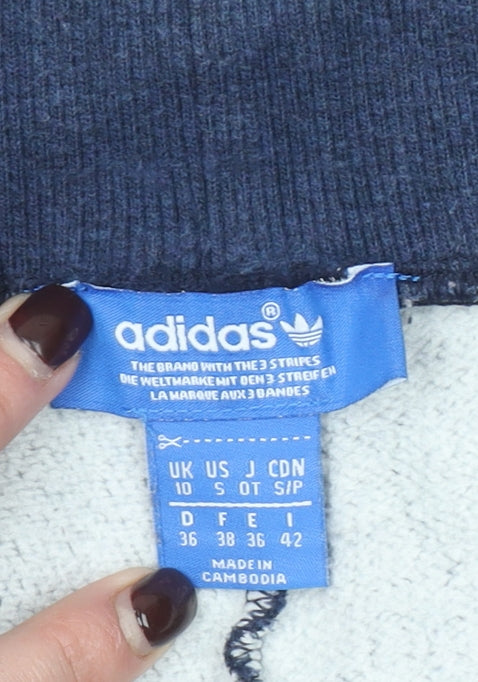 adidas®
THE BRAND WITH THE 3 STRIPES
DIE WELTMARKE MIT DEN 3 STREIFEN
LA MARQUE AUX 3 BANDES
UK US J CDN
10 S OT S/P
D F E I
36 38 36 42
MADE IN
CAMBODIA